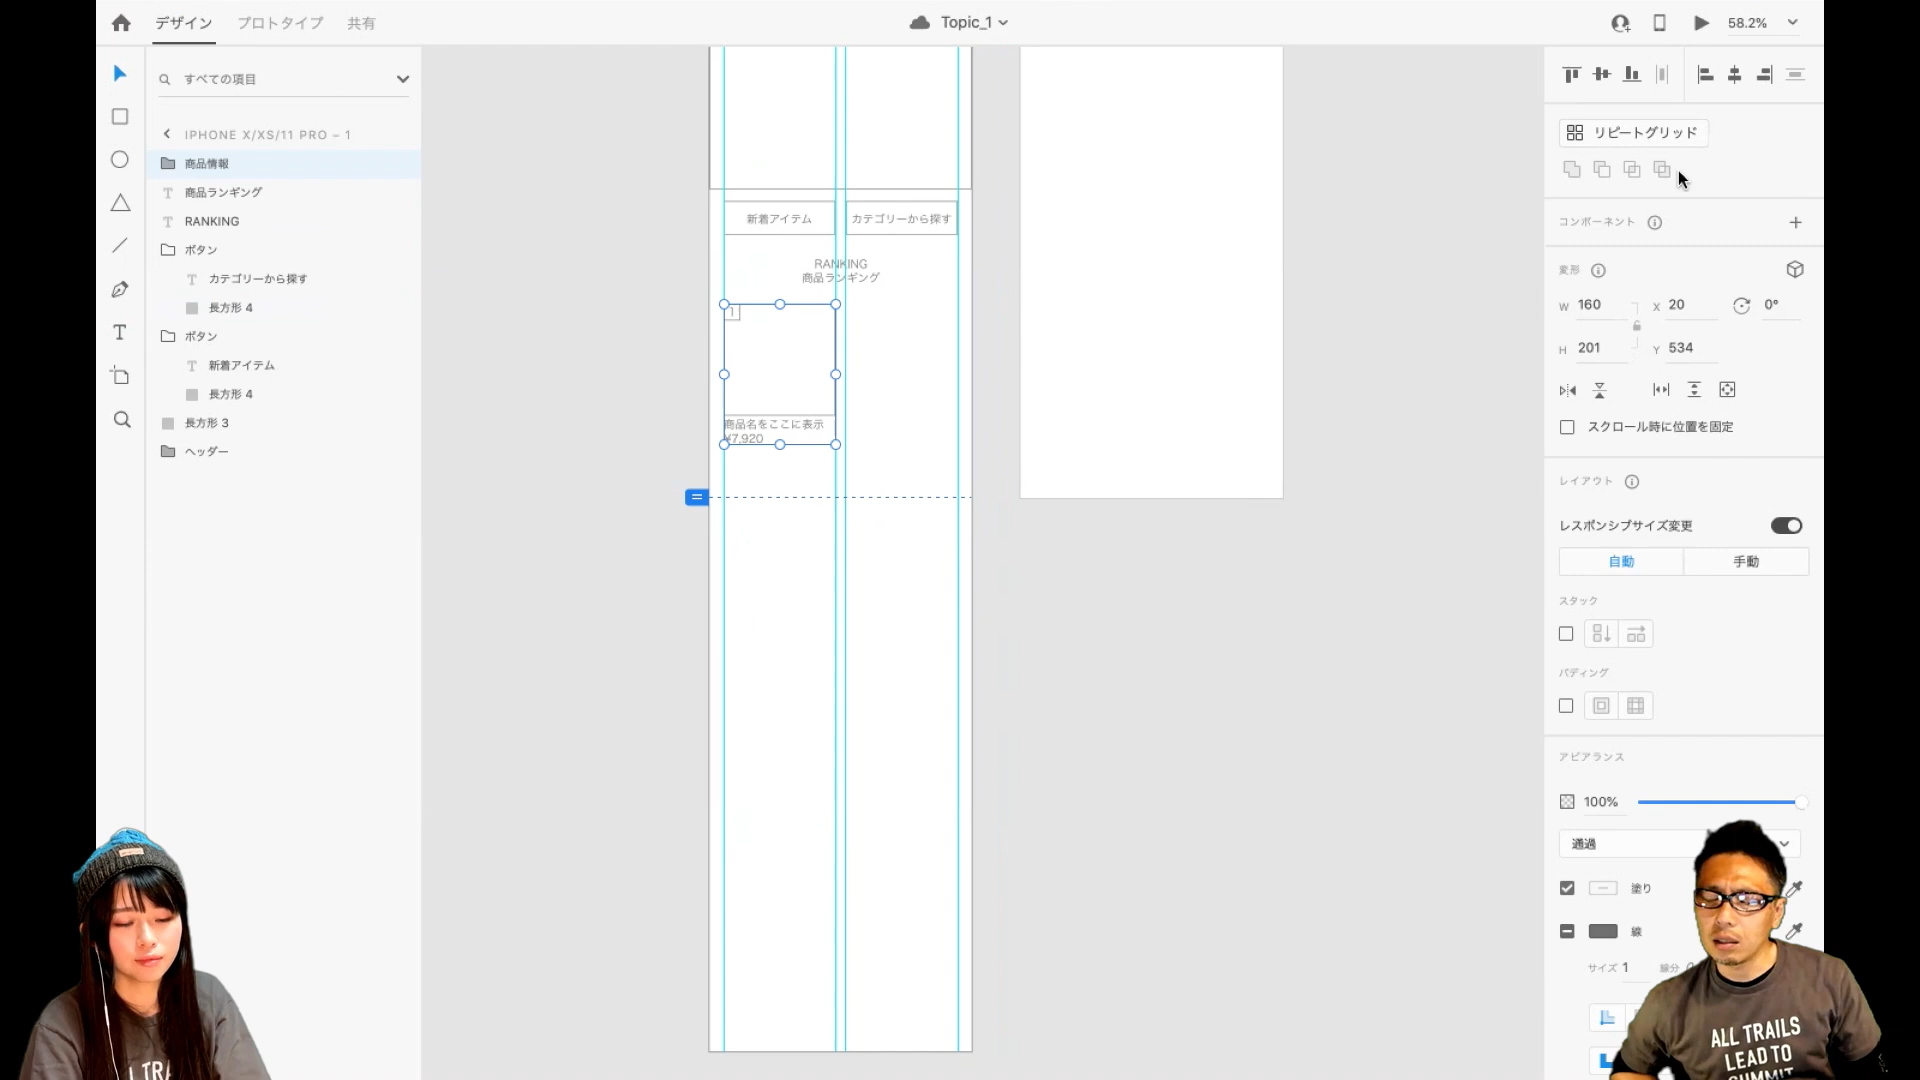 デザイン
プロトタイプ
共有
Topic_1
58.2%
すべての項目
IPHONE X/XS/11 PRO – 1
商品情報
商品ランギング
RANKING
ボタン
カテゴリーから探す
長方形 4
ボタン
新着アイテム
長方形 4
長方形 3
ヘッダー
新着アイテム
カテゴリーから探す
RANKING
商品ランギング
1
商品名をここに表示
¥7,920
リピートグリッド
コンポーネント
変形
W 160
X 20
0°
H 201
Y 534
スクロール時に位置を固定
レイアウト
レスポンシブサイズ変更
自動
手動
スタック
パディング
アピアランス
100%
通過
塗り
線
サイズ 1
線分
ALL TRAILS
LEAD TO
SUMMIT